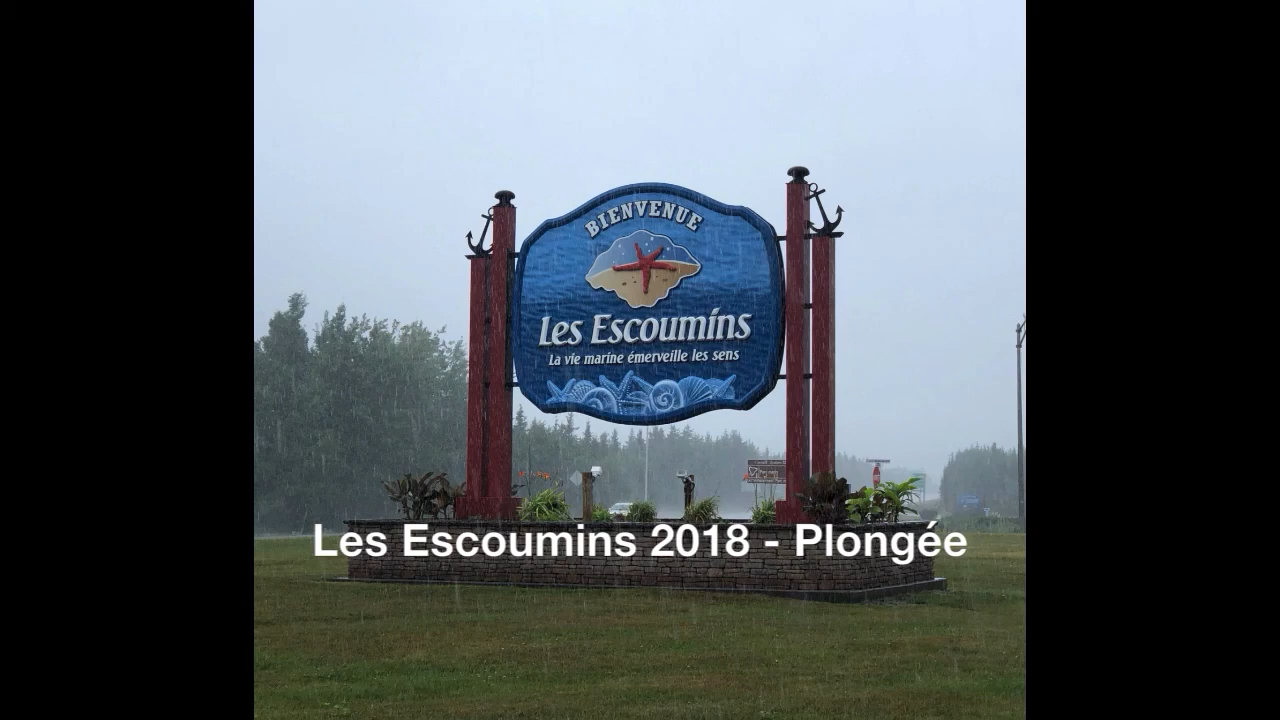 BIENVENUE
Les Escoumins
La vie marine émerveille les sens
Les Escoumins 2018 - Plongée